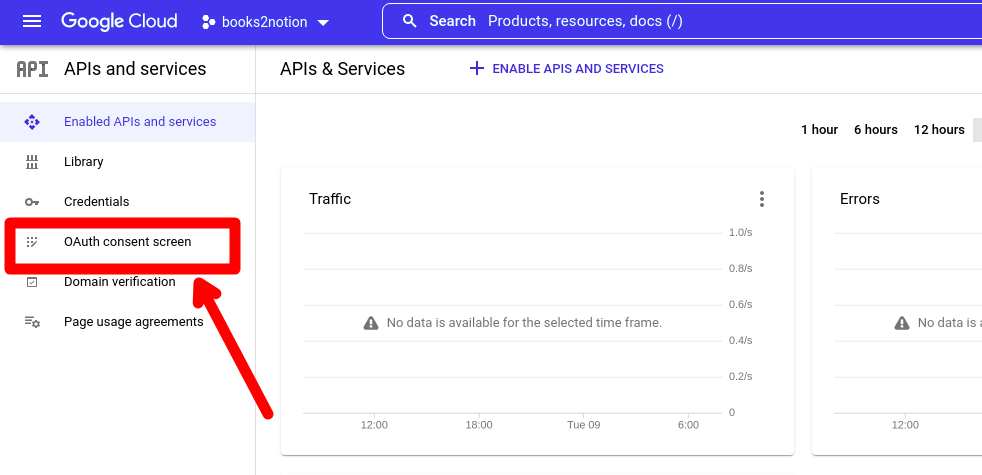 Google Cloud
books2notion
Search Products, resources, docs (/)
API APIs and services
APIs & Services
ENABLE APIS AND SERVICES
Enabled APIs and services
Library
Credentials
OAuth consent screen
Domain verification
Page usage agreements
1 hour 6 hours 12 hours
Traffic
1.0/s
0.8/s
0.6/s
No data is available for the selected time frame.
0.4/s
0.2/s
0
12:00 18:00 Tue 09 6:00
Errors
No data is a
12:00